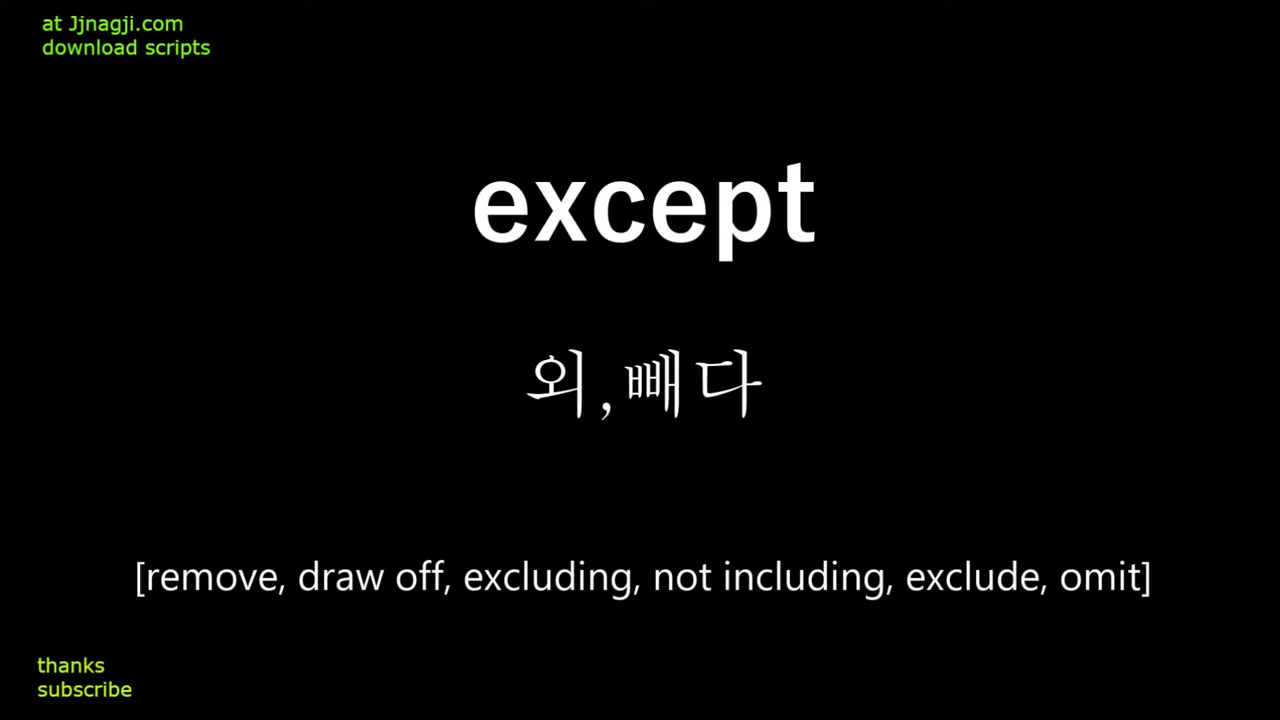 at Jjnagji.com
download scripts
except
외,빼다
[remove, draw off, excluding, not including, exclude, omit]
thanks
subscribe